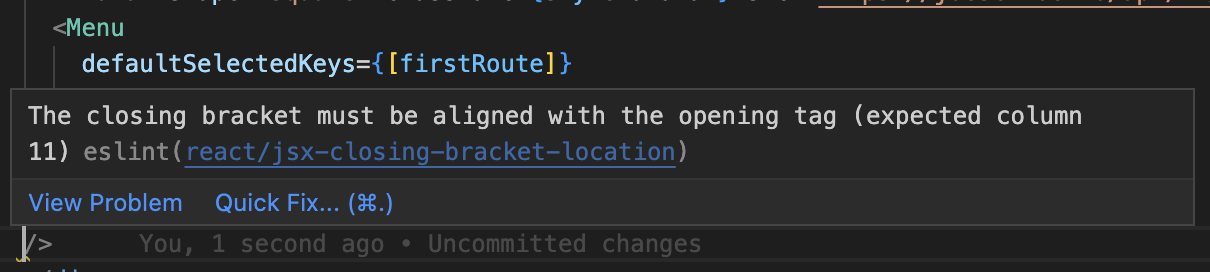 <Menu
defaultSelectedKeys={[firstRoute]}
The closing bracket must be aligned with the opening tag (expected column
11) eslint(react/jsx-closing-bracket-location)
View Problem Quick Fix... (⌘.)
/> You, 1 second ago • Uncommitted changes